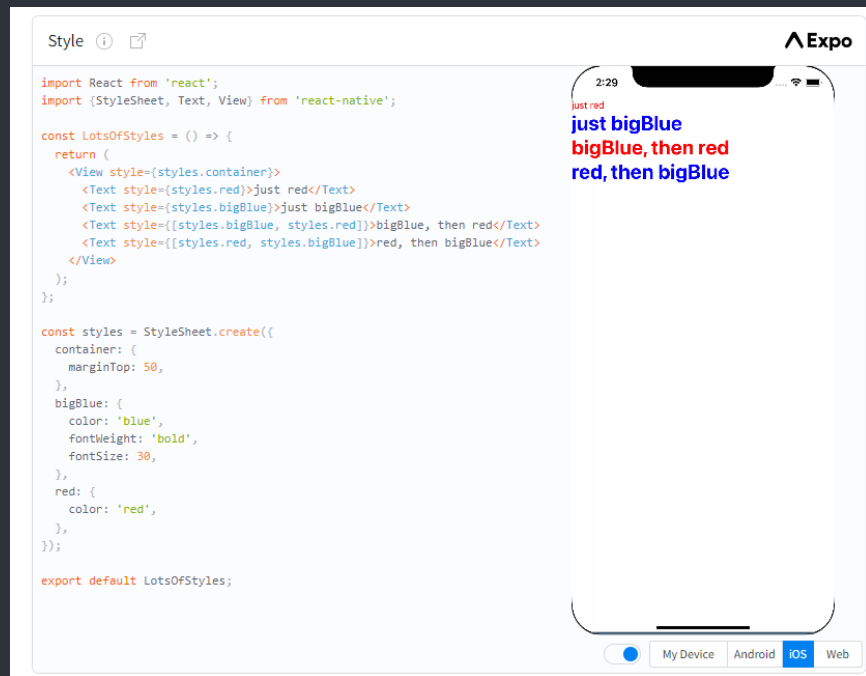 Style
Expo
import React from 'react';
import {StyleSheet, Text, View} from 'react-native';
const LotsOfStyles = () => {
return (
<View style={styles.container}>
<Text style={styles.red}>just red</Text>
<Text style={styles.bigBlue}>just bigBlue</Text>
<Text style={[styles.bigBlue, styles.red]}>bigBlue, then red</Text>
<Text style={[styles.red, styles.bigBlue]}>red, then bigBlue</Text>
</View>
);
};
const styles = StyleSheet.create({
container: {
marginTop: 50,
},
bigBlue: {
color: 'blue',
fontWeight: 'bold',
fontSize: 30,
},
red: {
color: 'red',
},
});
export default LotsOfStyles;
2:29
just red
just bigBlue
bigBlue, then red
red, then bigBlue
My Device Android iOS Web